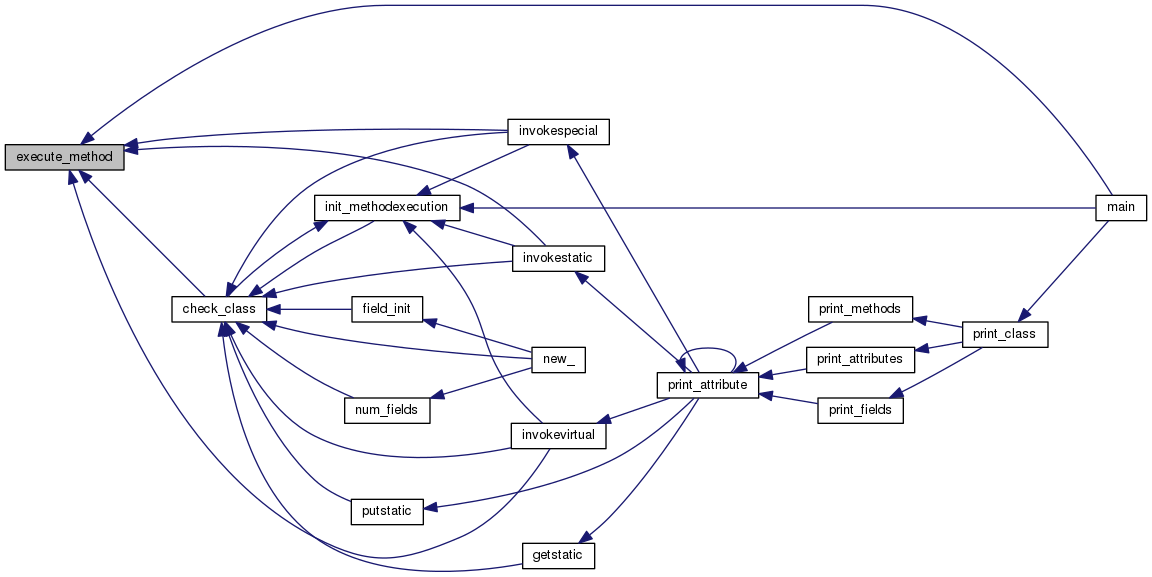 execute_method
check_class
init_methodexecution
field_init
num_fields
putstatic
invokespecial
invokestatic
new_
invokevirtual
getstatic
print_attribute
print_methods
print_attributes
print_fields
print_class
main